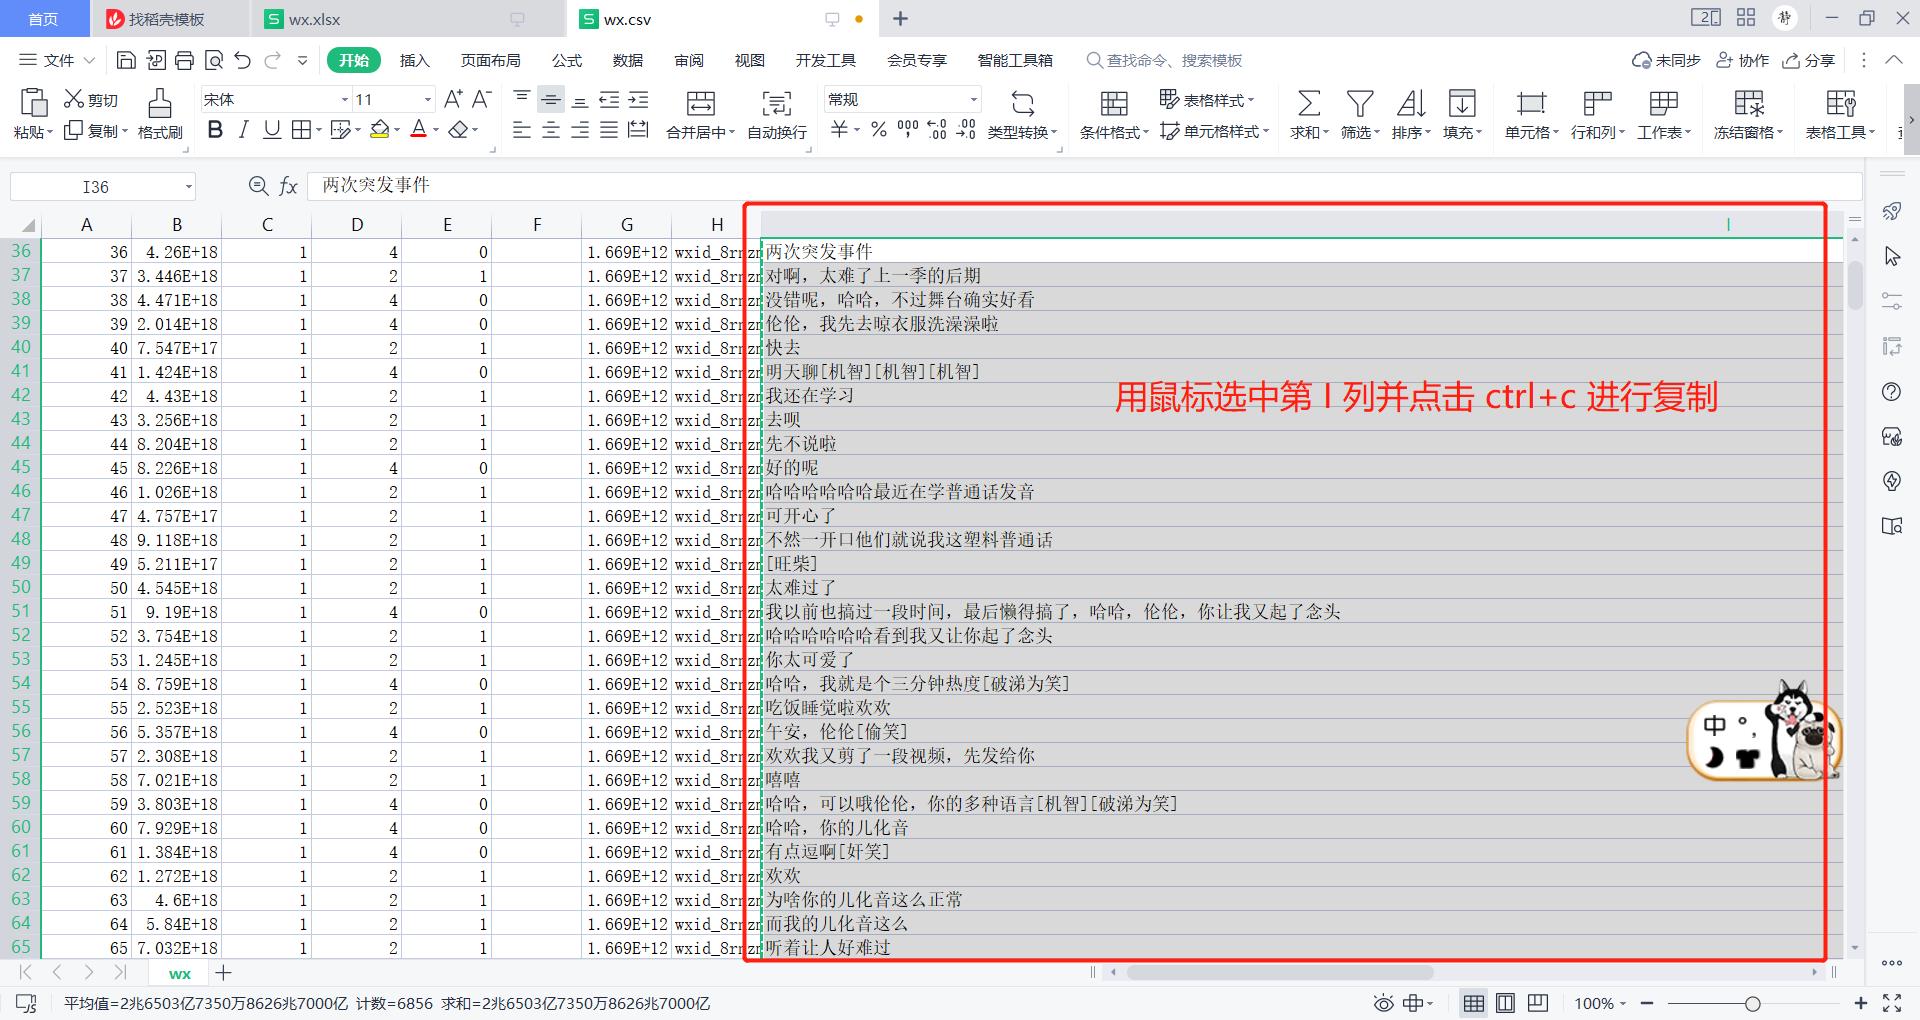 首页 找稻壳模板 wx.xlsx wx.csv
文件 开始 插入 页面布局 公式 数据 审阅 视图 开发工具 会员专享 智能工具箱 查找命令、搜索模板 未同步 协作 分享
粘贴 剪切 复制 格式刷 宋体 11 合并居中 自动换行 常规 类型转换 条件格式 表格样式 单元格样式 求和 筛选 排序 填充 单元格 行和列 工作表 冻结窗格 表格工具
I36 fx 两次突发事件
A B C D E F G H I
36 36 4.26E+18 1 4 0 1.669E+12 wxid_8rnzn 两次突发事件
37 37 3.446E+18 1 2 1 1.669E+12 wxid_8rnzn 对啊，太难了上一季的后期
38 38 4.471E+18 1 4 0 1.669E+12 wxid_8rnzn 没错呢，哈哈，不过舞台确实好看
39 39 2.014E+18 1 4 0 1.669E+12 wxid_8rnzn 伦伦，我先去晾衣服洗澡澡啦
40 40 7.547E+17 1 2 1 1.669E+12 wxid_8rnzn 快去
41 41 1.424E+18 1 4 0 1.669E+12 wxid_8rnzn 明天聊[机智][机智][机智]
用鼠标选中第 I 列并点击 ctrl+c 进行复制
42 42 4.43E+18 1 2 1 1.669E+12 wxid_8rnzn 我还在学习
43 43 3.256E+18 1 2 1 1.669E+12 wxid_8rnzn 去呗
44 44 8.204E+18 1 2 1 1.669E+12 wxid_8rnzn 先不说啦
45 45 8.226E+18 1 4 0 1.669E+12 wxid_8rnzn 好的呢
46 46 1.026E+18 1 2 1 1.669E+12 wxid_8rnzn 哈哈哈哈哈哈最近在学普通话发音
47 47 4.757E+17 1 2 1 1.669E+12 wxid_8rnzn 可开心了
48 48 9.118E+18 1 2 1 1.669E+12 wxid_8rnzn 不然一开口他们就说我这塑料普通话
49 49 5.211E+17 1 2 1 1.669E+12 wxid_8rnzn [旺柴]
50 50 4.545E+18 1 2 1 1.669E+12 wxid_8rnzn 太难过了
51 51 9.19E+18 1 4 0 1.669E+12 wxid_8rnzn 我以前也搞过一段时间，最后懒得搞了，哈哈，伦伦，你让我又起了念头
52 52 3.754E+18 1 2 1 1.669E+12 wxid_8rnzn 哈哈哈哈哈哈看到我又让你起了念头
53 53 1.245E+18 1 2 1 1.669E+12 wxid_8rnzn 你太可爱了
54 54 8.759E+18 1 4 0 1.669E+12 wxid_8rnzn 哈哈，我就是个三分钟热度[破涕为笑]
55 55 2.523E+18 1 2 1 1.669E+12 wxid_8rnzn 吃饭睡觉啦欢欢
56 56 5.357E+18 1 4 0 1.669E+12 wxid_8rnzn 午安，伦伦[偷笑]
57 57 2.308E+18 1 2 1 1.669E+12 wxid_8rnzn 欢欢我又剪了一段视频，先发给你
58 58 7.021E+18 1 2 1 1.669E+12 wxid_8rnzn 嘻嘻
59 59 3.803E+18 1 4 0 1.669E+12 wxid_8rnzn 哈哈，可以哦伦伦，你的多种语言[机智][破涕为笑]
60 60 7.929E+18 1 4 0 1.669E+12 wxid_8rnzn 哈哈，你的儿化音
61 61 1.384E+18 1 4 0 1.669E+12 wxid_8rnzn 有点逗啊[奸笑]
62 62 1.272E+18 1 2 1 1.669E+12 wxid_8rnzn 欢欢
63 63 4.6E+18 1 2 1 1.669E+12 wxid_8rnzn 为啥你的儿化音这么正常
64 64 5.84E+18 1 2 1 1.669E+12 wxid_8rnzn 而我的儿化音这么
65 65 7.032E+18 1 2 1 1.669E+12 wxid_8rnzn 听着让人好难过
中
wx
平均值=2兆6503亿7350万8626兆7000亿 计数=6856 求和=2兆6503亿7350万8626兆7000亿 100%